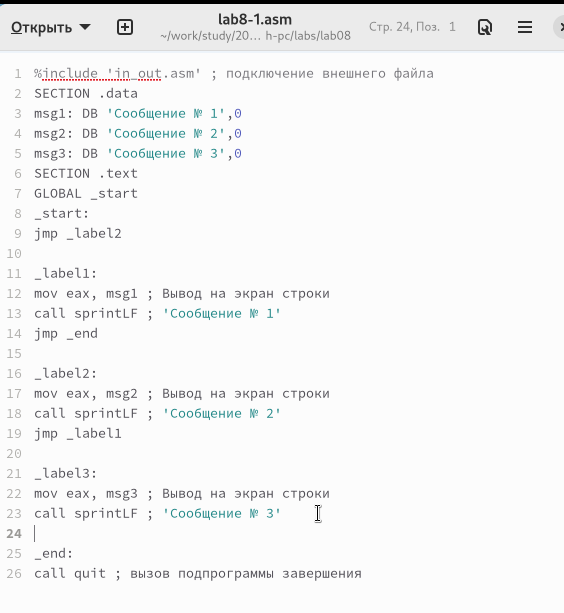 Открыть
lab8-1.asm
~/work/study/20… h-pc/labs/lab08
Стр. 24, Поз. 1
1 %include 'in_out.asm' ; подключение внешнего файла
2 SECTION .data
3 msg1: DB 'Сообщение № 1',0
4 msg2: DB 'Сообщение № 2',0
5 msg3: DB 'Сообщение № 3',0
6 SECTION .text
7 GLOBAL _start
8 _start:
9 jmp _label2
10
11 _label1:
12 mov eax, msg1 ; Вывод на экран строки
13 call sprintLF ; 'Сообщение № 1'
14 jmp _end
15
16 _label2:
17 mov eax, msg2 ; Вывод на экран строки
18 call sprintLF ; 'Сообщение № 2'
19 jmp _label1
20
21 _label3:
22 mov eax, msg3 ; Вывод на экран строки
23 call sprintLF ; 'Сообщение № 3'
24
25 _end:
26 call quit ; вызов подпрограммы завершения